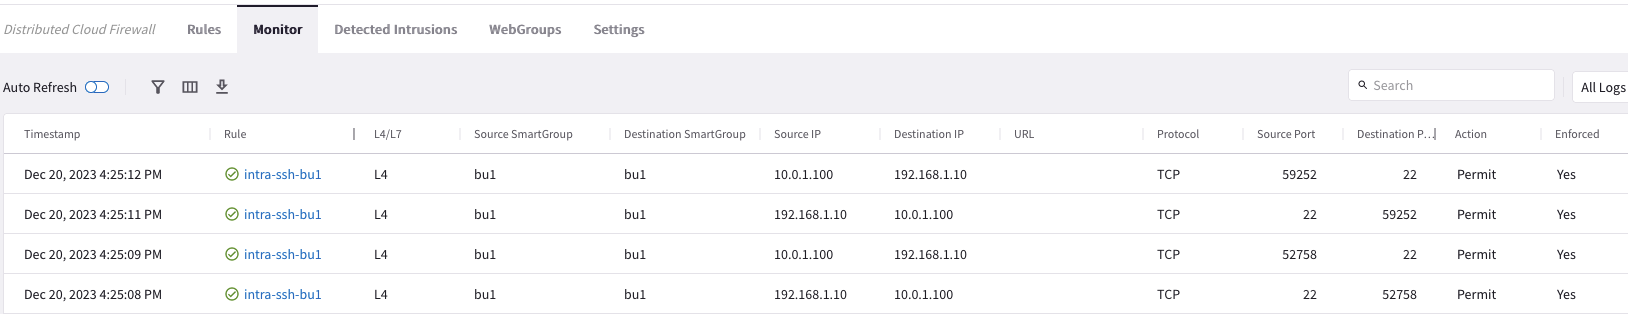 Distributed Cloud Firewall Rules Monitor Detected Intrusions WebGroups Settings
Auto Refresh Search All Logs
Timestamp Rule L4/L7 Source SmartGroup Destination SmartGroup Source IP Destination IP URL Protocol Source Port Destination P... Action Enforced
Dec 20, 2023 4:25:12 PM intra-ssh-bu1 L4 bu1 bu1 10.0.1.100 192.168.1.10 TCP 59252 22 Permit Yes
Dec 20, 2023 4:25:11 PM intra-ssh-bu1 L4 bu1 bu1 192.168.1.10 10.0.1.100 TCP 22 59252 Permit Yes
Dec 20, 2023 4:25:09 PM intra-ssh-bu1 L4 bu1 bu1 10.0.1.100 192.168.1.10 TCP 52758 22 Permit Yes
Dec 20, 2023 4:25:08 PM intra-ssh-bu1 L4 bu1 bu1 192.168.1.10 10.0.1.100 TCP 22 52758 Permit Yes